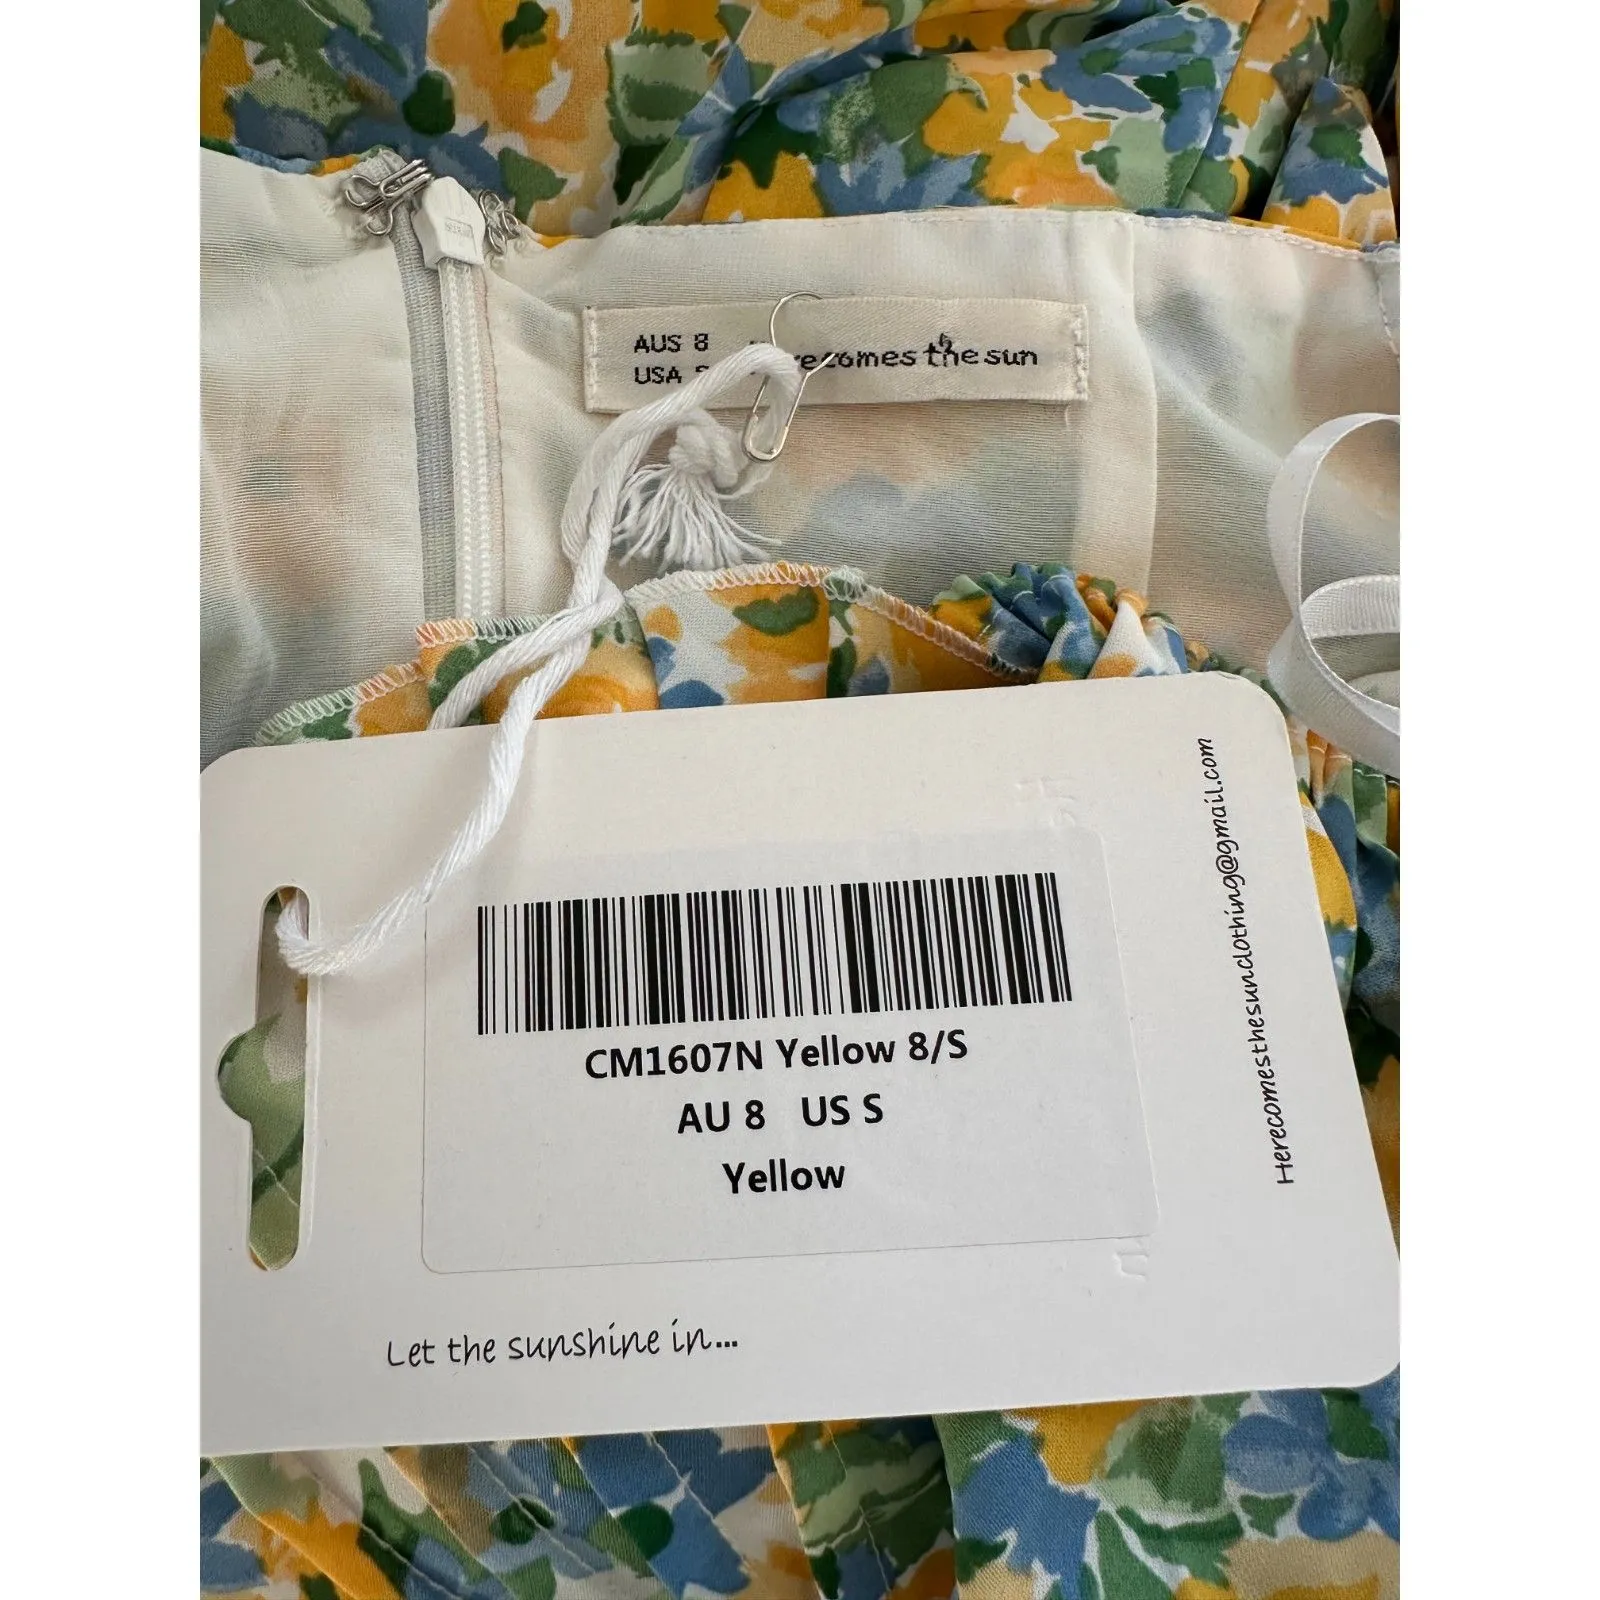 AUS 8
USA
recomes the sun
CM1607N Yellow 8/S
AU 8 US S
Yellow
Let the sunshine in...
Herecomesthesunclothing@gmail.com